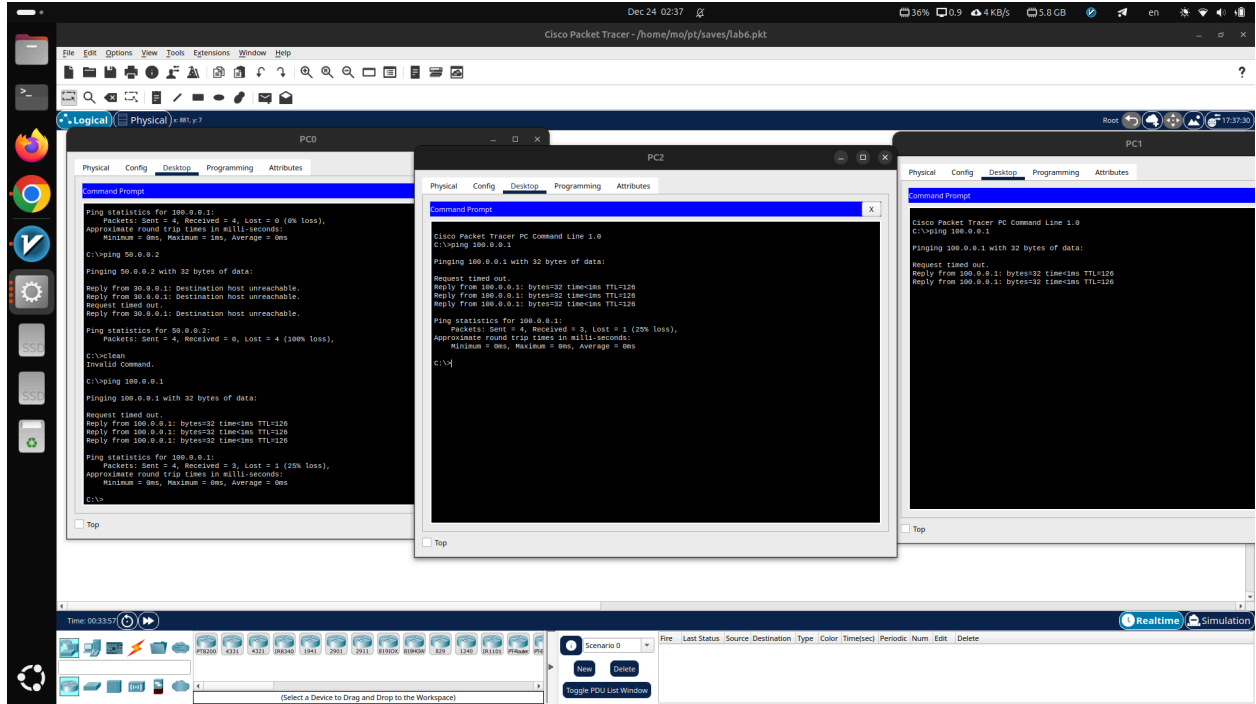 Dec 24 02:37
36%
0.9
4 KB/s
5.8 GB
en
Cisco Packet Tracer - /home/mo/pt/saves/lab6.pkt
File Edit Options View Tools Extensions Window Help
?
>_
Logical
Physical
x: 881, y: 7
Root
17:37:30
PC0
Physical Config Desktop Programming Attributes
Command Prompt
Ping statistics for 100.0.0.1:
Packets: Sent = 4, Received = 4, Lost = 0 (0% loss),
Approximate round trip times in milli-seconds:
Minimum = 0ms, Maximum = 1ms, Average = 0ms
C:\>ping 50.0.0.2
Pinging 50.0.0.2 with 32 bytes of data:
Reply from 30.0.0.1: Destination host unreachable.
Reply from 30.0.0.1: Destination host unreachable.
Request timed out.
Reply from 30.0.0.1: Destination host unreachable.
Ping statistics for 50.0.0.2:
Packets: Sent = 4, Received = 0, Lost = 4 (100% loss),
C:\>clean
Invalid Command.
C:\>ping 100.0.0.1
Pinging 100.0.0.1 with 32 bytes of data:
Request timed out.
Reply from 100.0.0.1: bytes=32 time<1ms TTL=126
Reply from 100.0.0.1: bytes=32 time<1ms TTL=126
Reply from 100.0.0.1: bytes=32 time<1ms TTL=126
Ping statistics for 100.0.0.1:
Packets: Sent = 4, Received = 3, Lost = 1 (25% loss),
Approximate round trip times in milli-seconds:
Minimum = 0ms, Maximum = 0ms, Average = 0ms
C:\>
Top
PC2
Physical Config Desktop Programming Attributes
Command Prompt
X
Cisco Packet Tracer PC Command Line 1.0
C:\>ping 100.0.0.1
Pinging 100.0.0.1 with 32 bytes of data:
Request timed out.
Reply from 100.0.0.1: bytes=32 time<1ms TTL=126
Reply from 100.0.0.1: bytes=32 time<1ms TTL=126
Reply from 100.0.0.1: bytes=32 time<1ms TTL=126
Ping statistics for 100.0.0.1:
Packets: Sent = 4, Received = 3, Lost = 1 (25% loss),
Approximate round trip times in milli-seconds:
Minimum = 0ms, Maximum = 0ms, Average = 0ms
C:\>
Top
PC1
Physical Config Desktop Programming Attributes
Command Prompt
Cisco Packet Tracer PC Command Line 1.0
C:\>ping 100.0.0.1
Pinging 100.0.0.1 with 32 bytes of data:
Request timed out.
Reply from 100.0.0.1: bytes=32 time<1ms TTL=126
Reply from 100.0.0.1: bytes=32 time<1ms TTL=126
Top
SSD
SSD
Time: 00:33:57
Realtime
Simulation
PT8200 4331 4321 IR8340 1941 2901 2911 819IOX 819HGW 829 1240 IR1101
(Select a Device to Drag and Drop to the Workspace)
Scenario 0
New
Delete
Toggle PDU List Window
Fire Last Status Source Destination Type Color Time(sec) Periodic Num Edit Delete